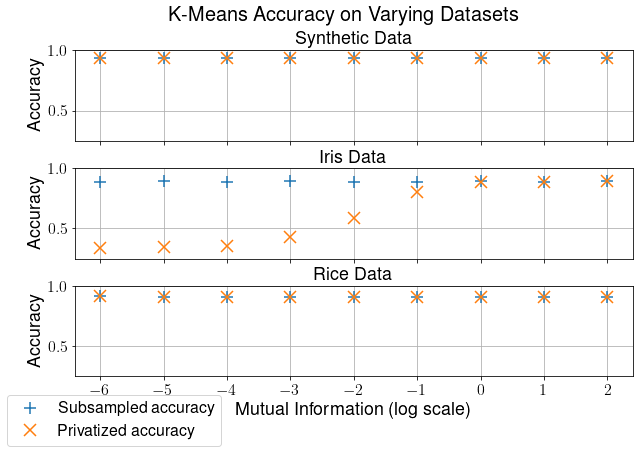 K-Means Accuracy on Varying Datasets
Synthetic Data
1.0
0.5
Accuracy
Iris Data
1.0
0.5
Accuracy
Rice Data
1.0
0.5
Accuracy
−6 −5 −4 −3 −2 −1 0 1 2
Mutual Information (log scale)
Subsampled accuracy
Privatized accuracy